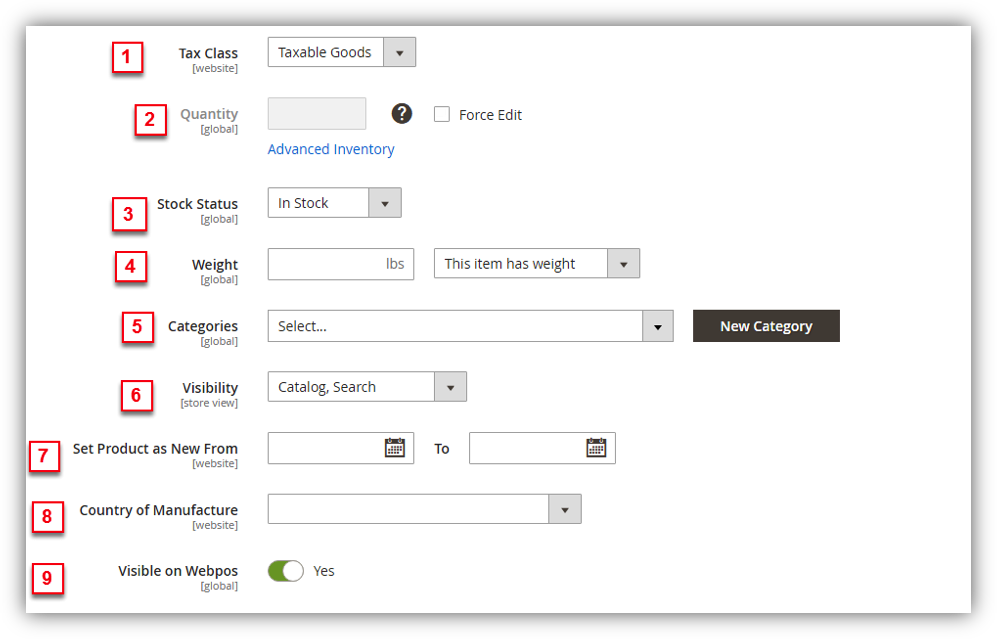 1 Tax Class Taxable Goods
[website]
2 Quantity ? Force Edit
[global]
Advanced Inventory
3 Stock Status In Stock
[global]
4 Weight lbs This item has weight
[global]
5 Categories Select... New Category
[global]
6 Visibility Catalog, Search
[store view]
7 Set Product as New From To
[website]
8 Country of Manufacture
[website]
9 Visible on Webpos Yes
[global]